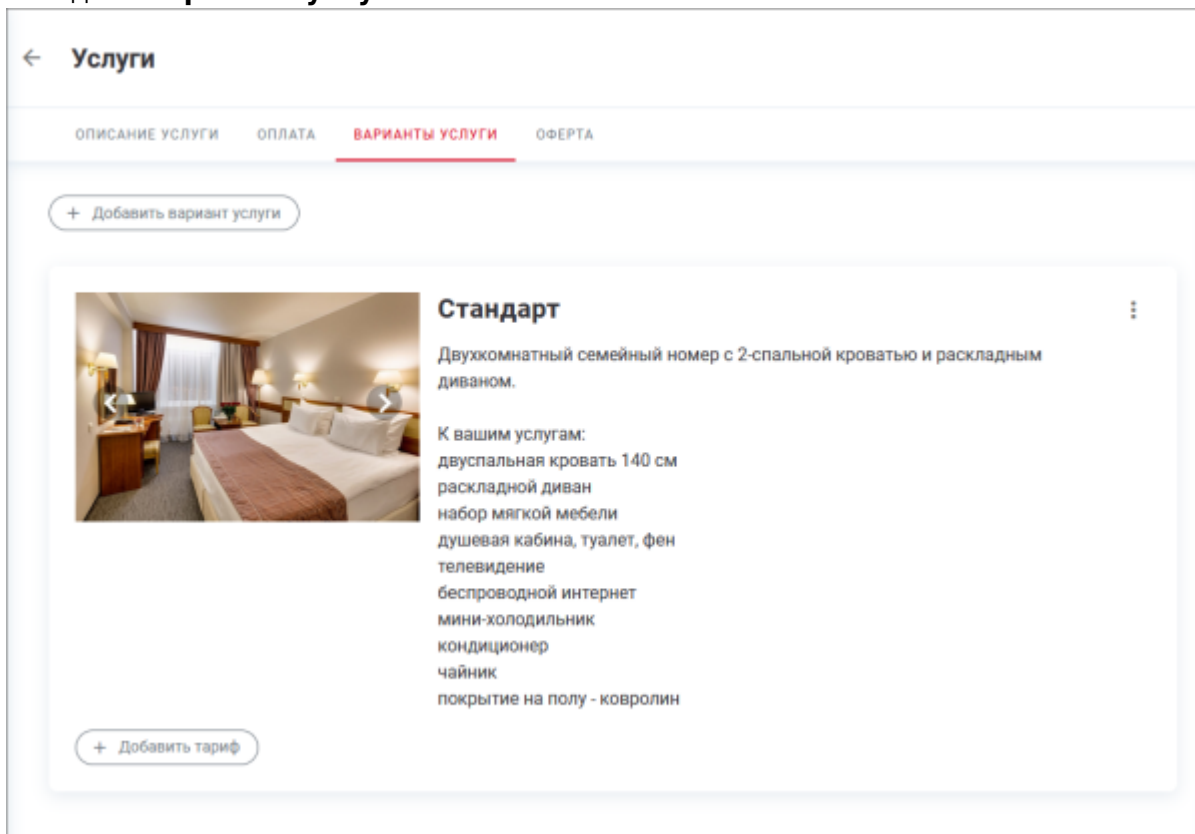 Услуги
ОПИСАНИЕ УСЛУГИ ОПЛАТА ВАРИАНТЫ УСЛУГИ ОФЕРТА
+ Добавить вариант услуги
Стандарт
Двухкомнатный семейный номер с 2-спальной кроватью и раскладным
диваном.
К вашим услугам:
двуспальная кровать 140 см
раскладной диван
набор мягкой мебели
душевая кабина, туалет, фен
телевидение
беспроводной интернет
мини-холодильник
кондиционер
чайник
покрытие на полу - ковролин
+ Добавить тариф